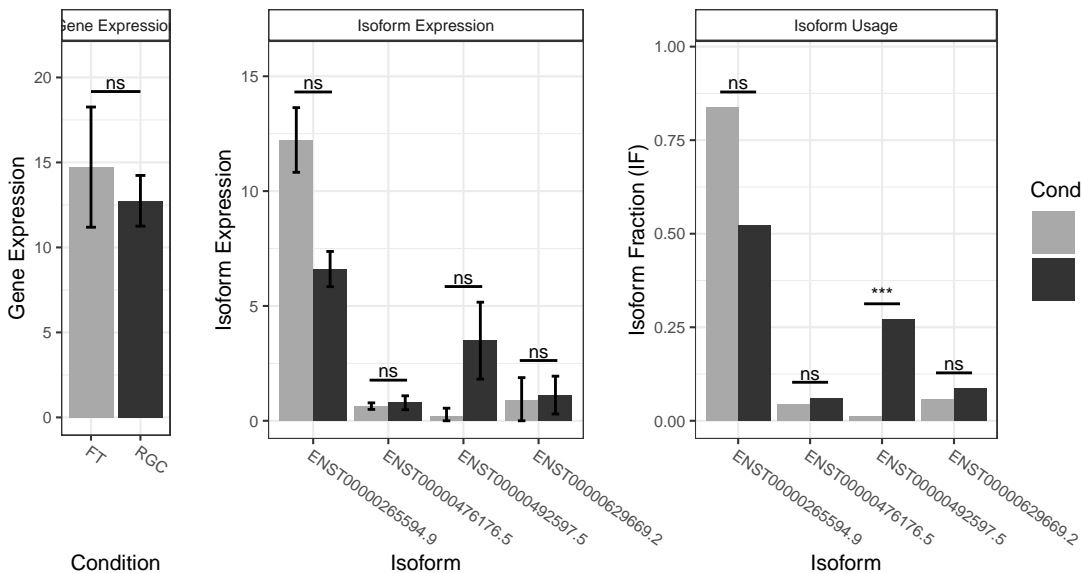 Gene Expression
Gene Expression
20
15
10
5
0
ns
FT
RGC
Condition
Isoform Expression
Isoform Expression
15
10
5
0
ns
ns
ns
ns
ENST00000265594.9
ENST00000476176.5
ENST00000492597.5
ENST00000629669.2
Isoform
Isoform Usage
Isoform Fraction (IF)
1.00
0.75
0.50
0.25
0.00
ns
ns
***
ns
ENST00000265594.9
ENST00000476176.5
ENST00000492597.5
ENST00000629669.2
Isoform
Cond